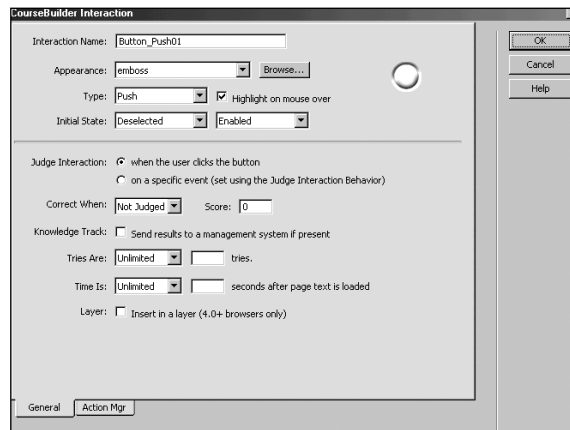 CourseBuilder Interaction
Interaction Name: Button_Push01
Appearance: emboss Browse...
Type: Push Highlight on mouse over
Initial State: Deselected Enabled
Judge Interaction: when the user clicks the button
on a specific event (set using the Judge Interaction Behavior)
Correct When: Not Judged Score: 0
Knowledge Track: Send results to a management system if present
Tries Are: Unlimited tries.
Time Is: Unlimited seconds after page text is loaded
Layer: Insert in a layer (4.0+ browsers only)
General Action Mgr
OK
Cancel
Help